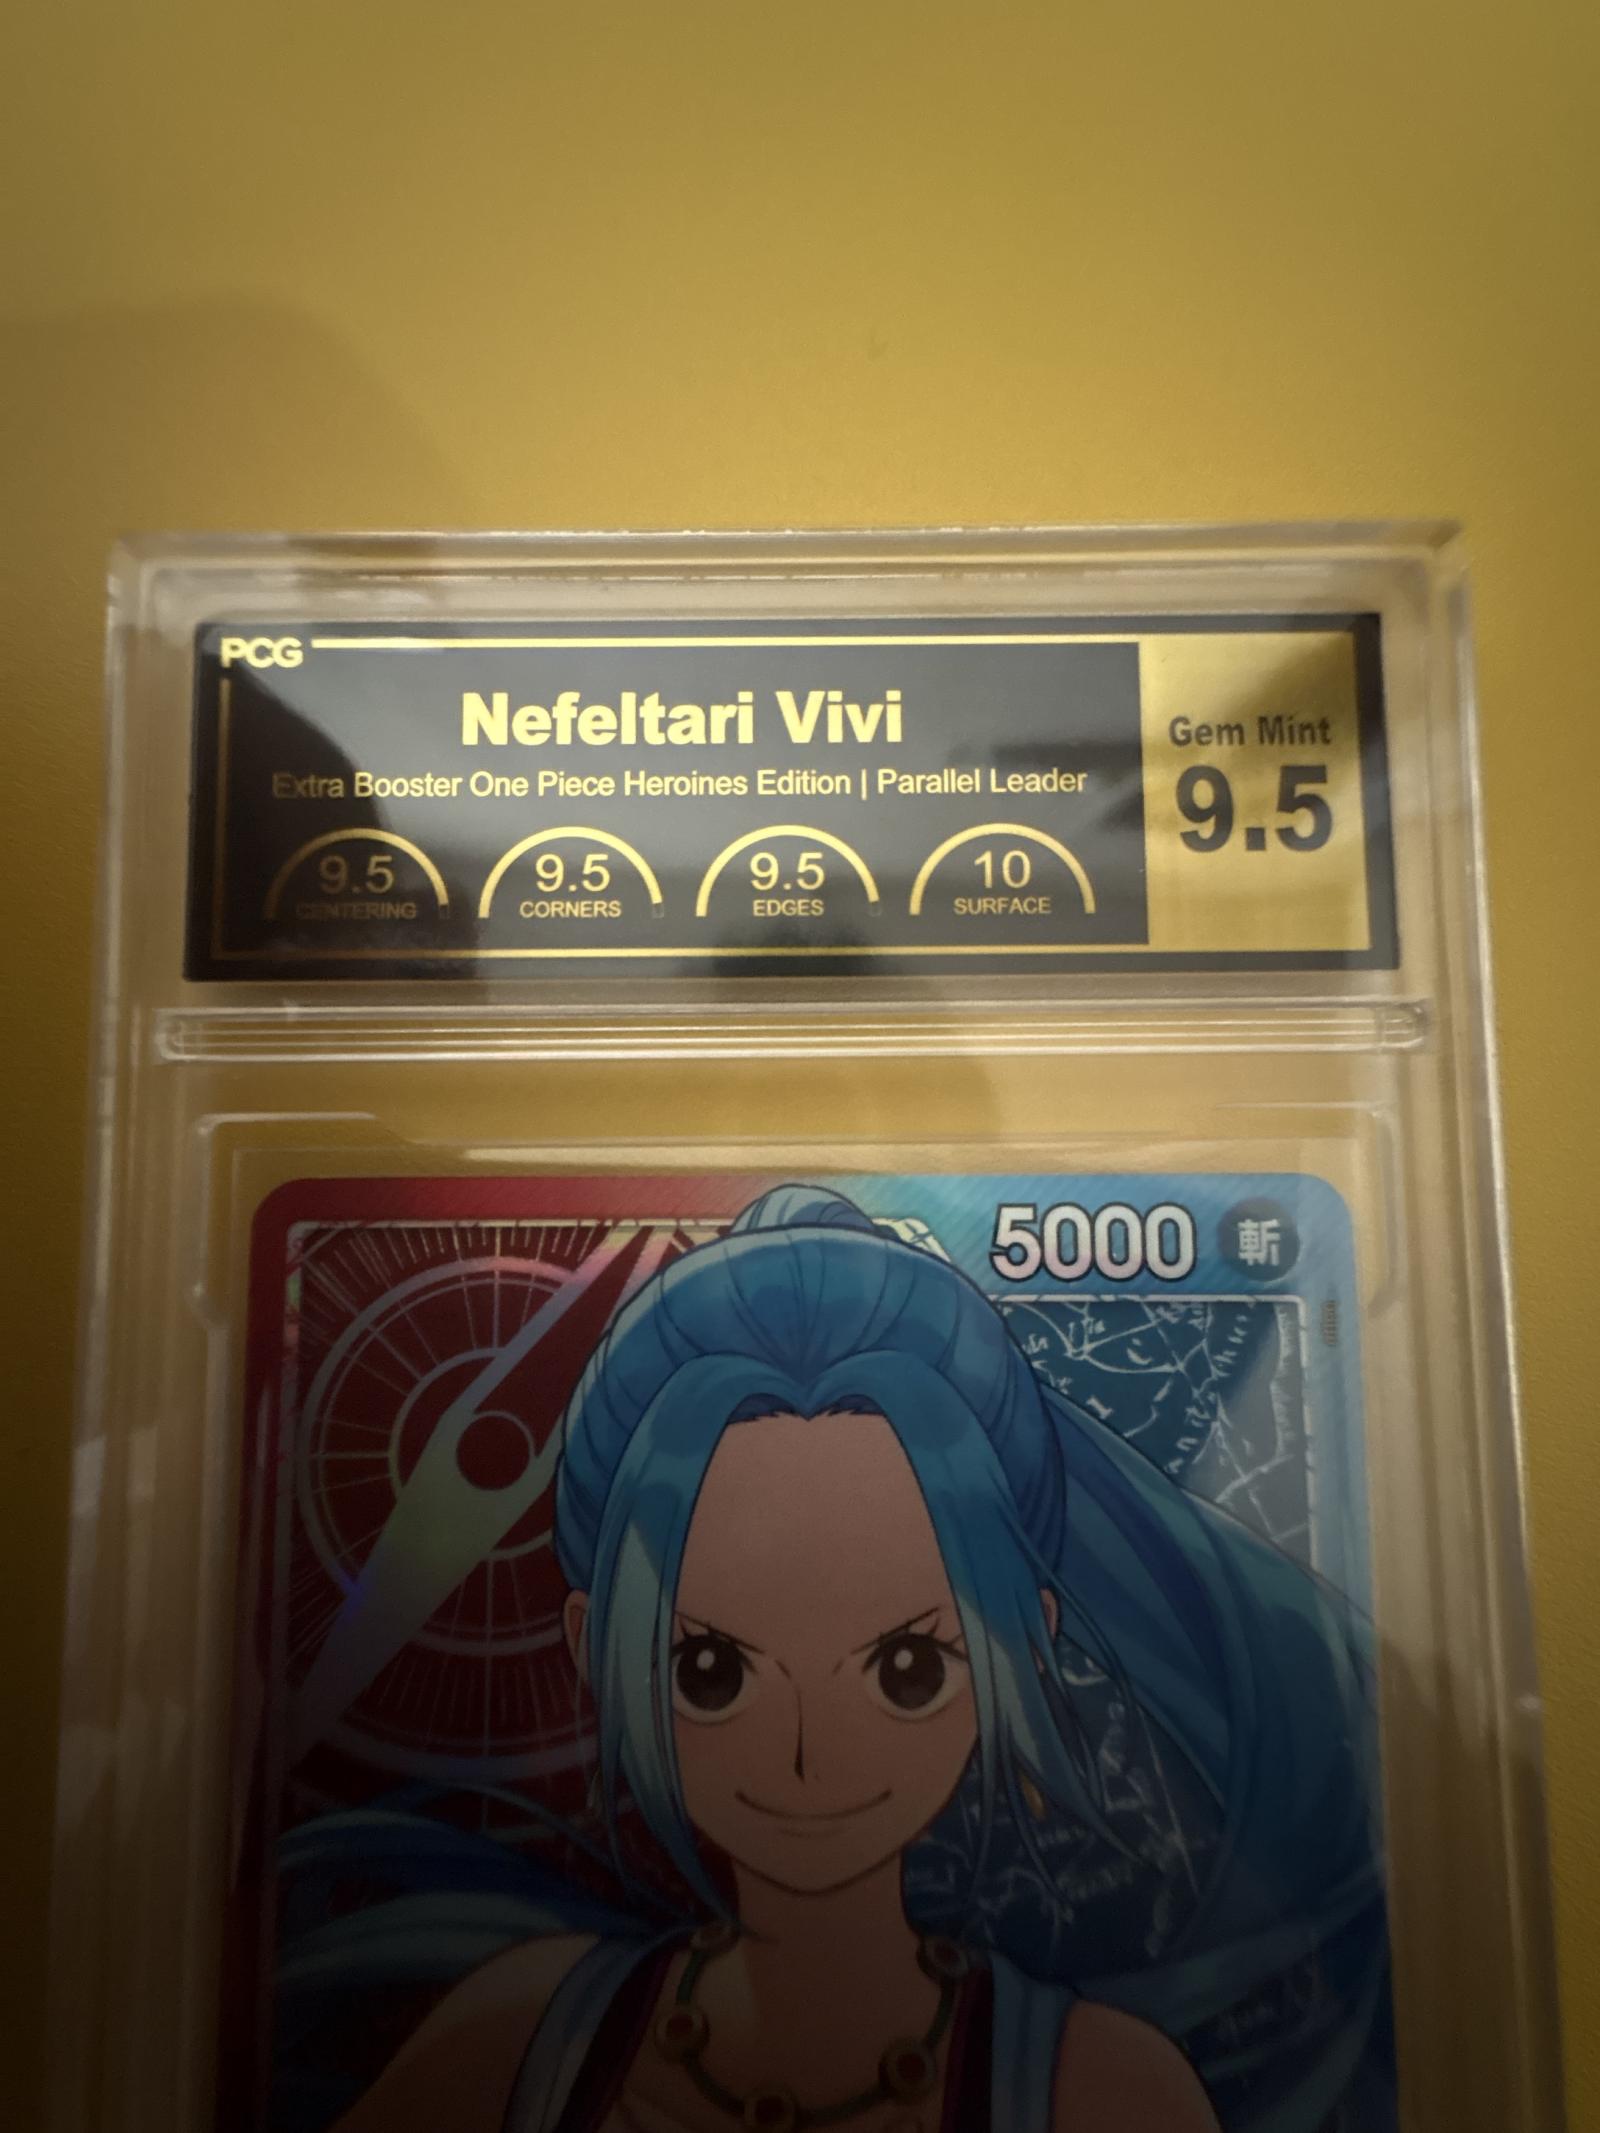 PCG
Nefeltari Vivi
Extra Booster One Piece Heroines Edition | Parallel Leader
Gem Mint
9.5
9.5
CENTERING
9.5
CORNERS
9.5
EDGES
10
SURFACE
5000 斬